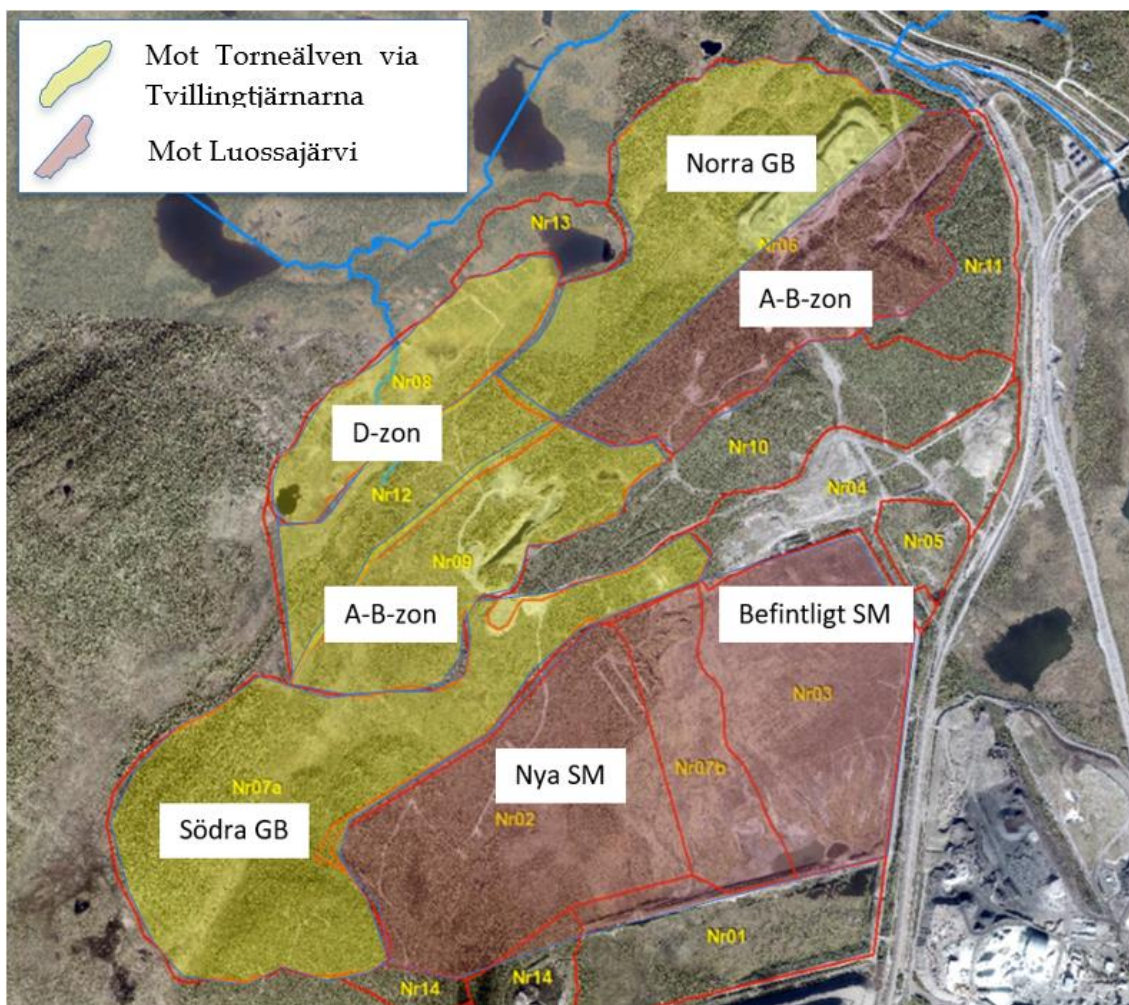 Mot Torneälven via
Tvillingtjärnarna
Mot Luossajärvi
Norra GB
Nr13
Nr06
Nr11
A-B-zon
Nr08
D-zon
Nr10
Nr12
Nr04
Nr09
Nr05
A-B-zon
Befintligt SM
Nr03
Nr07b
Nya SM
Nr07a
Nr02
Södra GB
Nr01
Nr14
Nr14